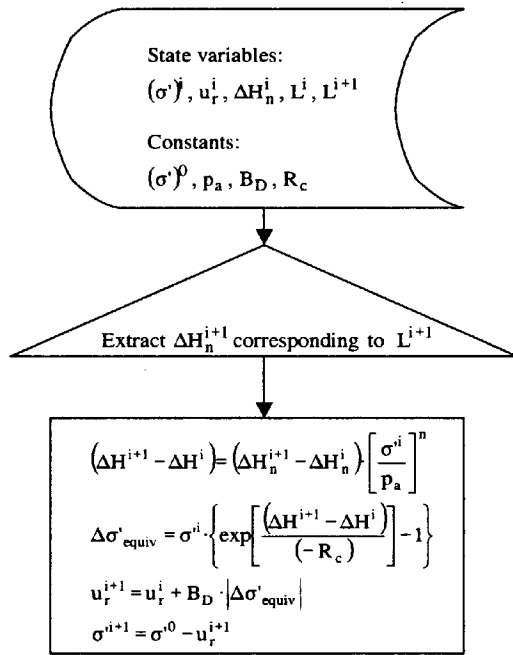 State variables:
(σ')ⁱ, uᵣⁱ, ΔHₙⁱ, Lⁱ, Lⁱ⁺¹
Constants:
(σ')⁰, pₐ, B_D, R_c
Extract ΔHₙⁱ⁺¹ corresponding to Lⁱ⁺¹
(ΔHⁱ⁺¹ − ΔHⁱ) = (ΔHₙⁱ⁺¹ − ΔHₙⁱ) · [σ'ⁱ / pₐ]ⁿ
Δσ'_equiv = σ'ⁱ · {exp[(ΔHⁱ⁺¹ − ΔHⁱ) / (−R_c)] − 1}
uᵣⁱ⁺¹ = uᵣⁱ + B_D · |Δσ'_equiv|
σ'ⁱ⁺¹ = σ'⁰ − uᵣⁱ⁺¹